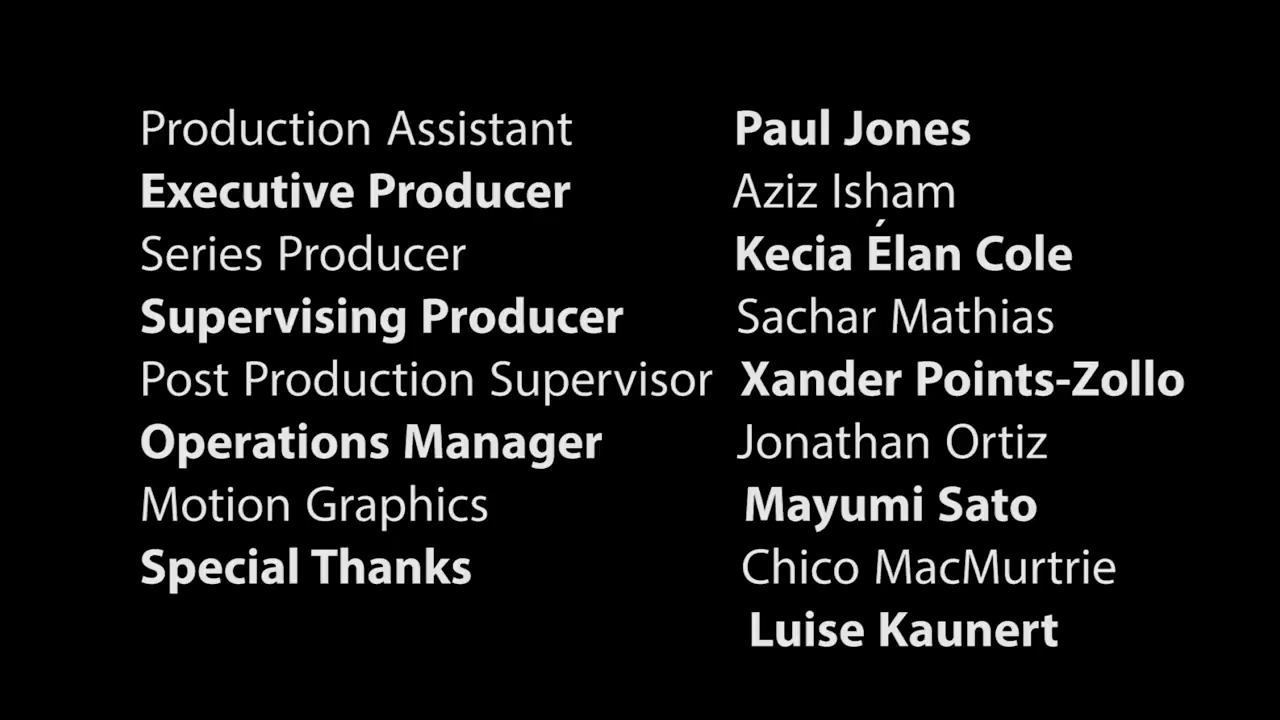 Production Assistant Paul Jones
Executive Producer Aziz Isham
Series Producer Kecia Élan Cole
Supervising Producer Sachar Mathias
Post Production Supervisor Xander Points-Zollo
Operations Manager Jonathan Ortiz
Motion Graphics Mayumi Sato
Special Thanks Chico MacMurtrie
Luise Kaunert